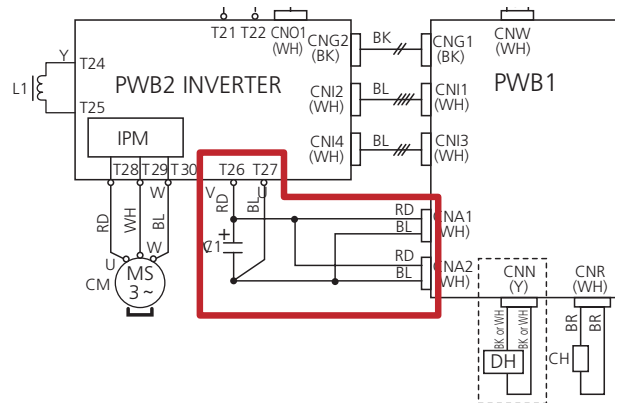 T21 T22 CNO1
(WH)
CNG2
(BK)
BK
CNG1
(BK)
CNW
(WH)
Y T24
L1
T25
PWB2 INVERTER
PWB1
CNI2
(WH)
BL
CNI1
(WH)
IPM
CNI4
(WH)
BL
CNI3
(WH)
T28 T29 T30
T26 T27
V
U
W
RD
WH
BL
RD
BL
U
W
MS
3~
CM
+
RD
BL
CNA1
(WH)
RD
BL
CNA2
(WH)
CNN
(Y)
CNR
(WH)
BK or WH
BK or WH
BR
BR
DH
CH